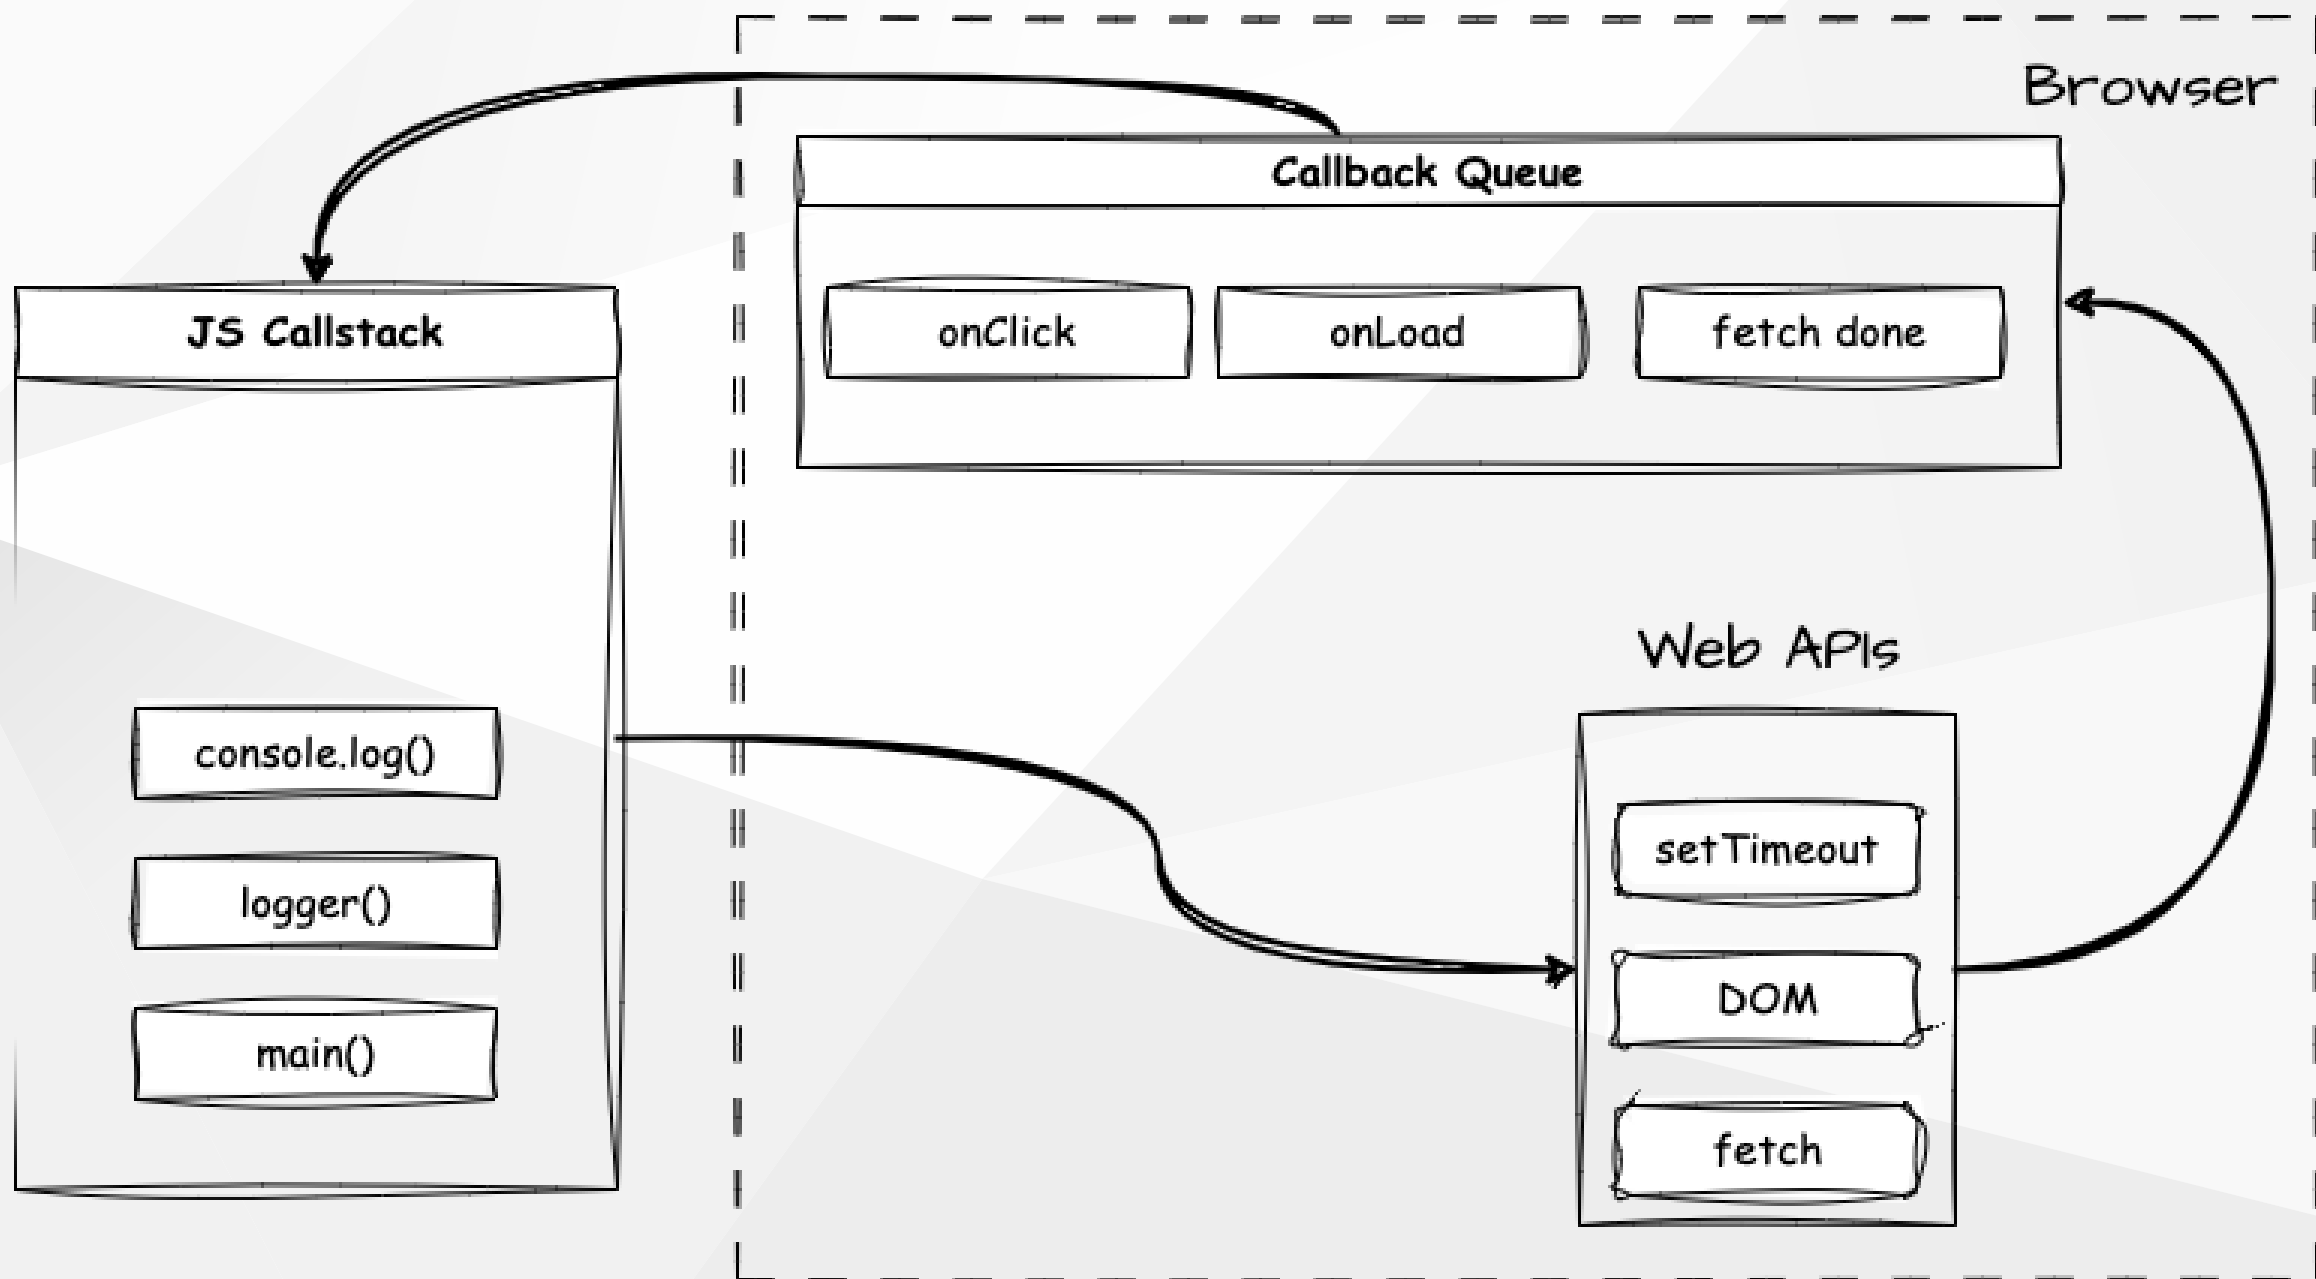 Browser
Callback Queue
onClick
onLoad
fetch done
JS Callstack
console.log()
logger()
main()
Web APIs
setTimeout
DOM
fetch